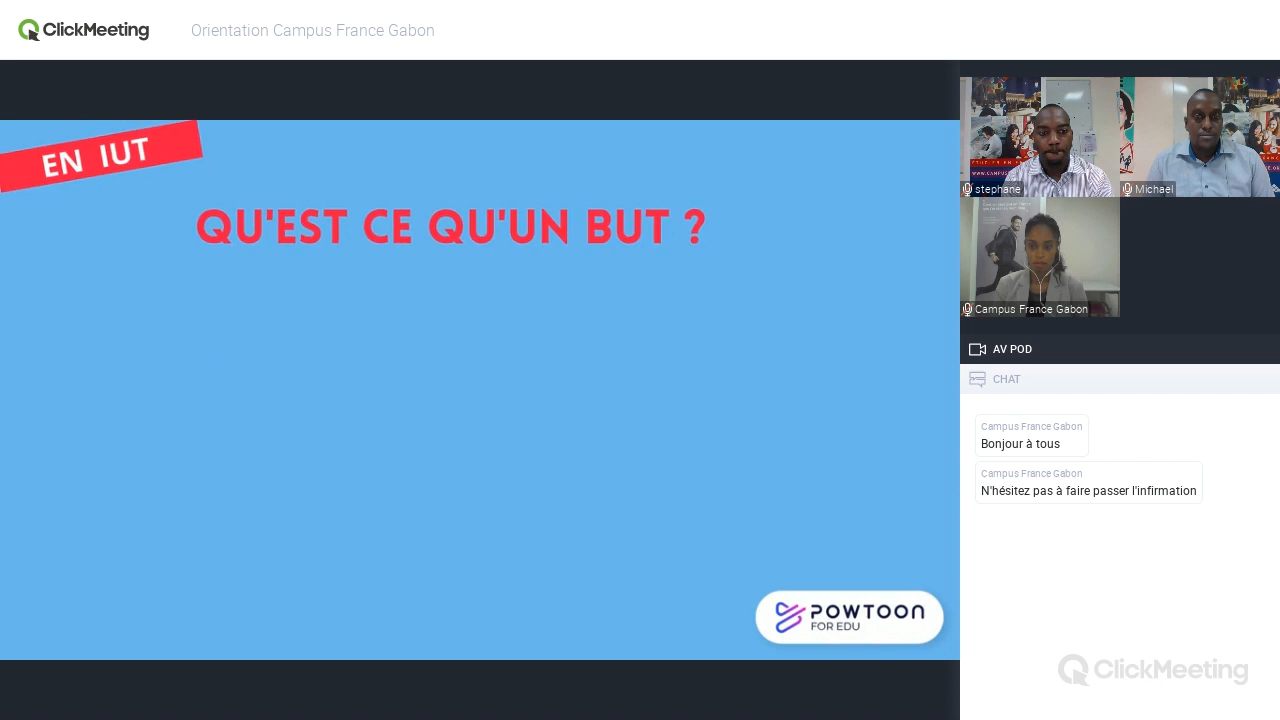 ClickMeeting
Orientation Campus France Gabon
EN IUT
QU'EST CE QU'UN BUT ?
POWTOON
FOR EDU
stephane
Michael
Campus France Gabon
AV POD
CHAT
Campus France Gabon
Bonjour à tous
Campus France Gabon
N'hésitez pas à faire passer l'infirmation
ClickMeeting